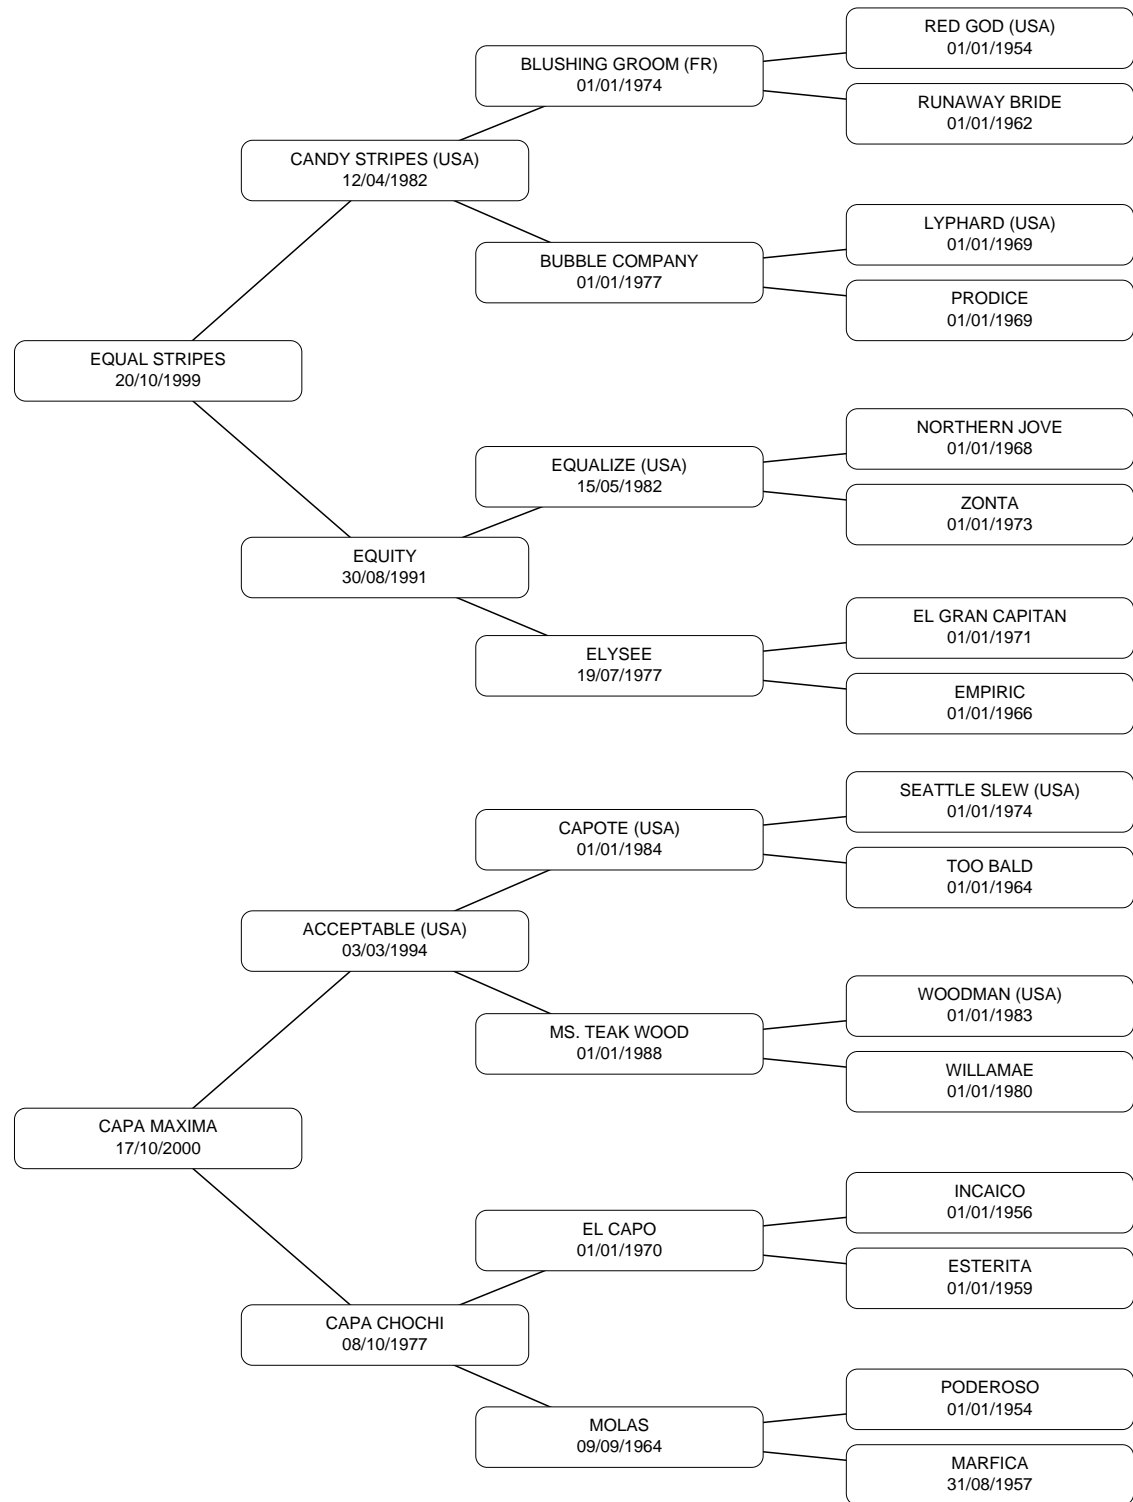 RED GOD (USA)
01/01/1954
BLUSHING GROOM (FR)
01/01/1974
RUNAWAY BRIDE
01/01/1962
CANDY STRIPES (USA)
12/04/1982
LYPHARD (USA)
01/01/1969
BUBBLE COMPANY
01/01/1977
PRODICE
01/01/1969
EQUAL STRIPES
20/10/1999
NORTHERN JOVE
01/01/1968
EQUALIZE (USA)
15/05/1982
ZONTA
01/01/1973
EQUITY
30/08/1991
EL GRAN CAPITAN
01/01/1971
ELYSEE
19/07/1977
EMPIRIC
01/01/1966
SEATTLE SLEW (USA)
01/01/1974
CAPOTE (USA)
01/01/1984
TOO BALD
01/01/1964
ACCEPTABLE (USA)
03/03/1994
WOODMAN (USA)
01/01/1983
MS. TEAK WOOD
01/01/1988
WILLAMAE
01/01/1980
CAPA MAXIMA
17/10/2000
INCAICO
01/01/1956
EL CAPO
01/01/1970
ESTERITA
01/01/1959
CAPA CHOCHI
08/10/1977
PODEROSO
01/01/1954
MOLAS
09/09/1964
MARFICA
31/08/1957